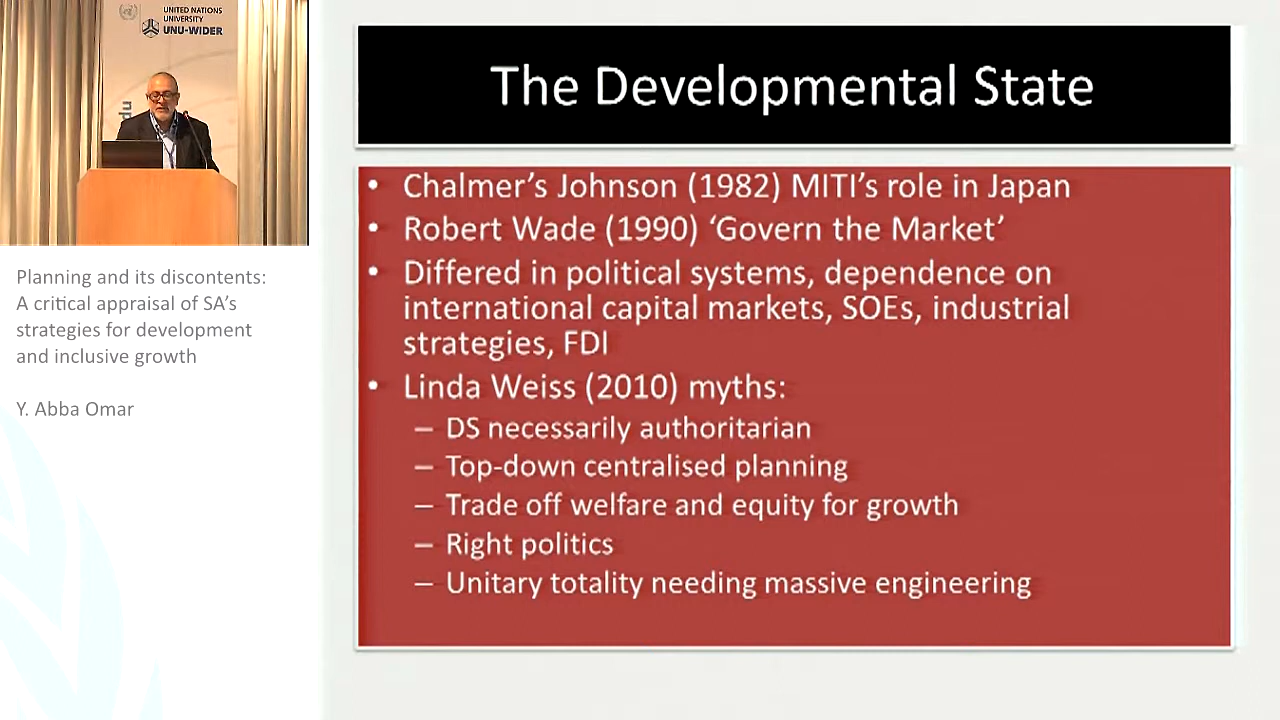 UNITED NATIONS
UNIVERSITY
UNU-WIDER
Planning and its discontents:
A critical appraisal of SA's
strategies for development
and inclusive growth
Y. Abba Omar
The Developmental State
• Chalmer's Johnson (1982) MITI's role in Japan
• Robert Wade (1990) ‘Govern the Market’
• Differed in political systems, dependence on
international capital markets, SOEs, industrial
strategies, FDI
• Linda Weiss (2010) myths:
– DS necessarily authoritarian
– Top-down centralised planning
– Trade off welfare and equity for growth
– Right politics
– Unitary totality needing massive engineering